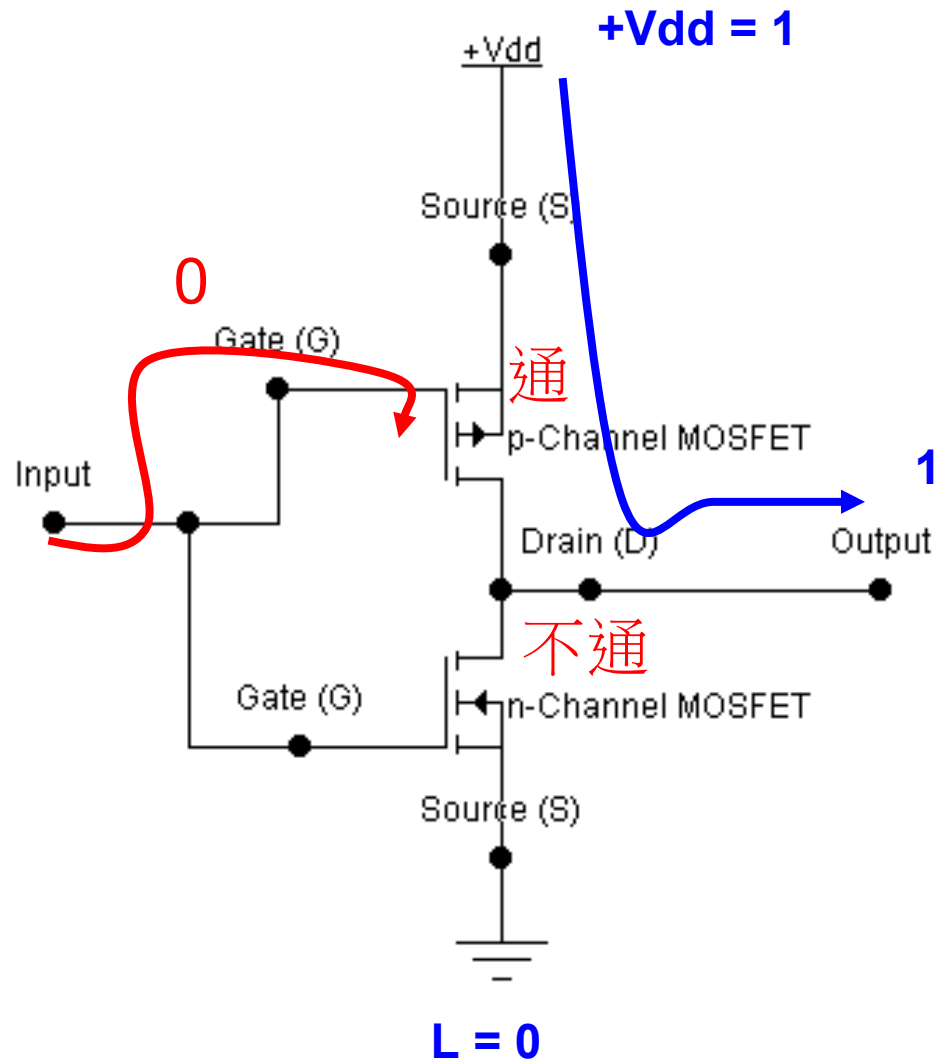 +Vdd = 1
+Vdd
Source (S)
0
Gate (G)
通
p-Channel MOSFET
1
Input
Drain (D)
Output
不通
Gate (G)
n-Channel MOSFET
Source (S)
L = 0